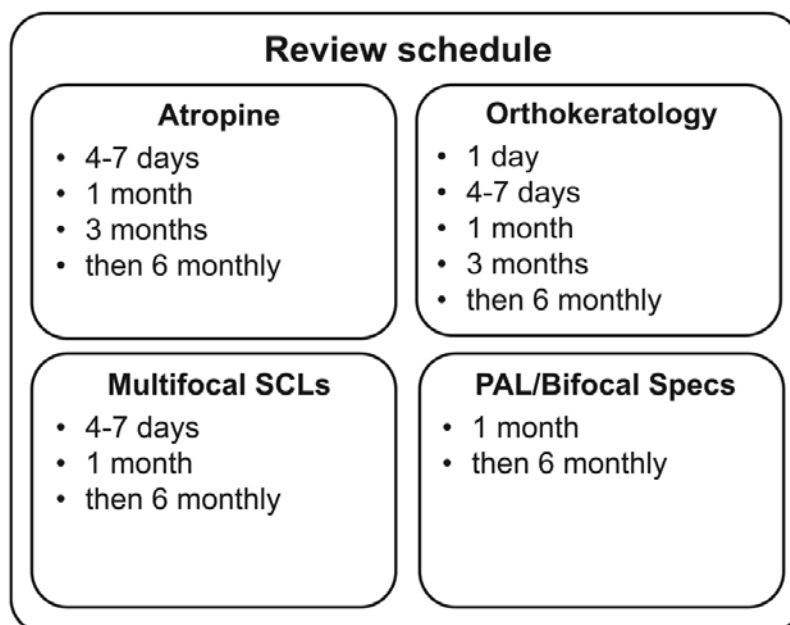 Review schedule
Atropine
• 4-7 days
• 1 month
• 3 months
• then 6 monthly
Orthokeratology
• 1 day
• 4-7 days
• 1 month
• 3 months
• then 6 monthly
Multifocal SCLs
• 4-7 days
• 1 month
• then 6 monthly
PAL/Bifocal Specs
• 1 month
• then 6 monthly